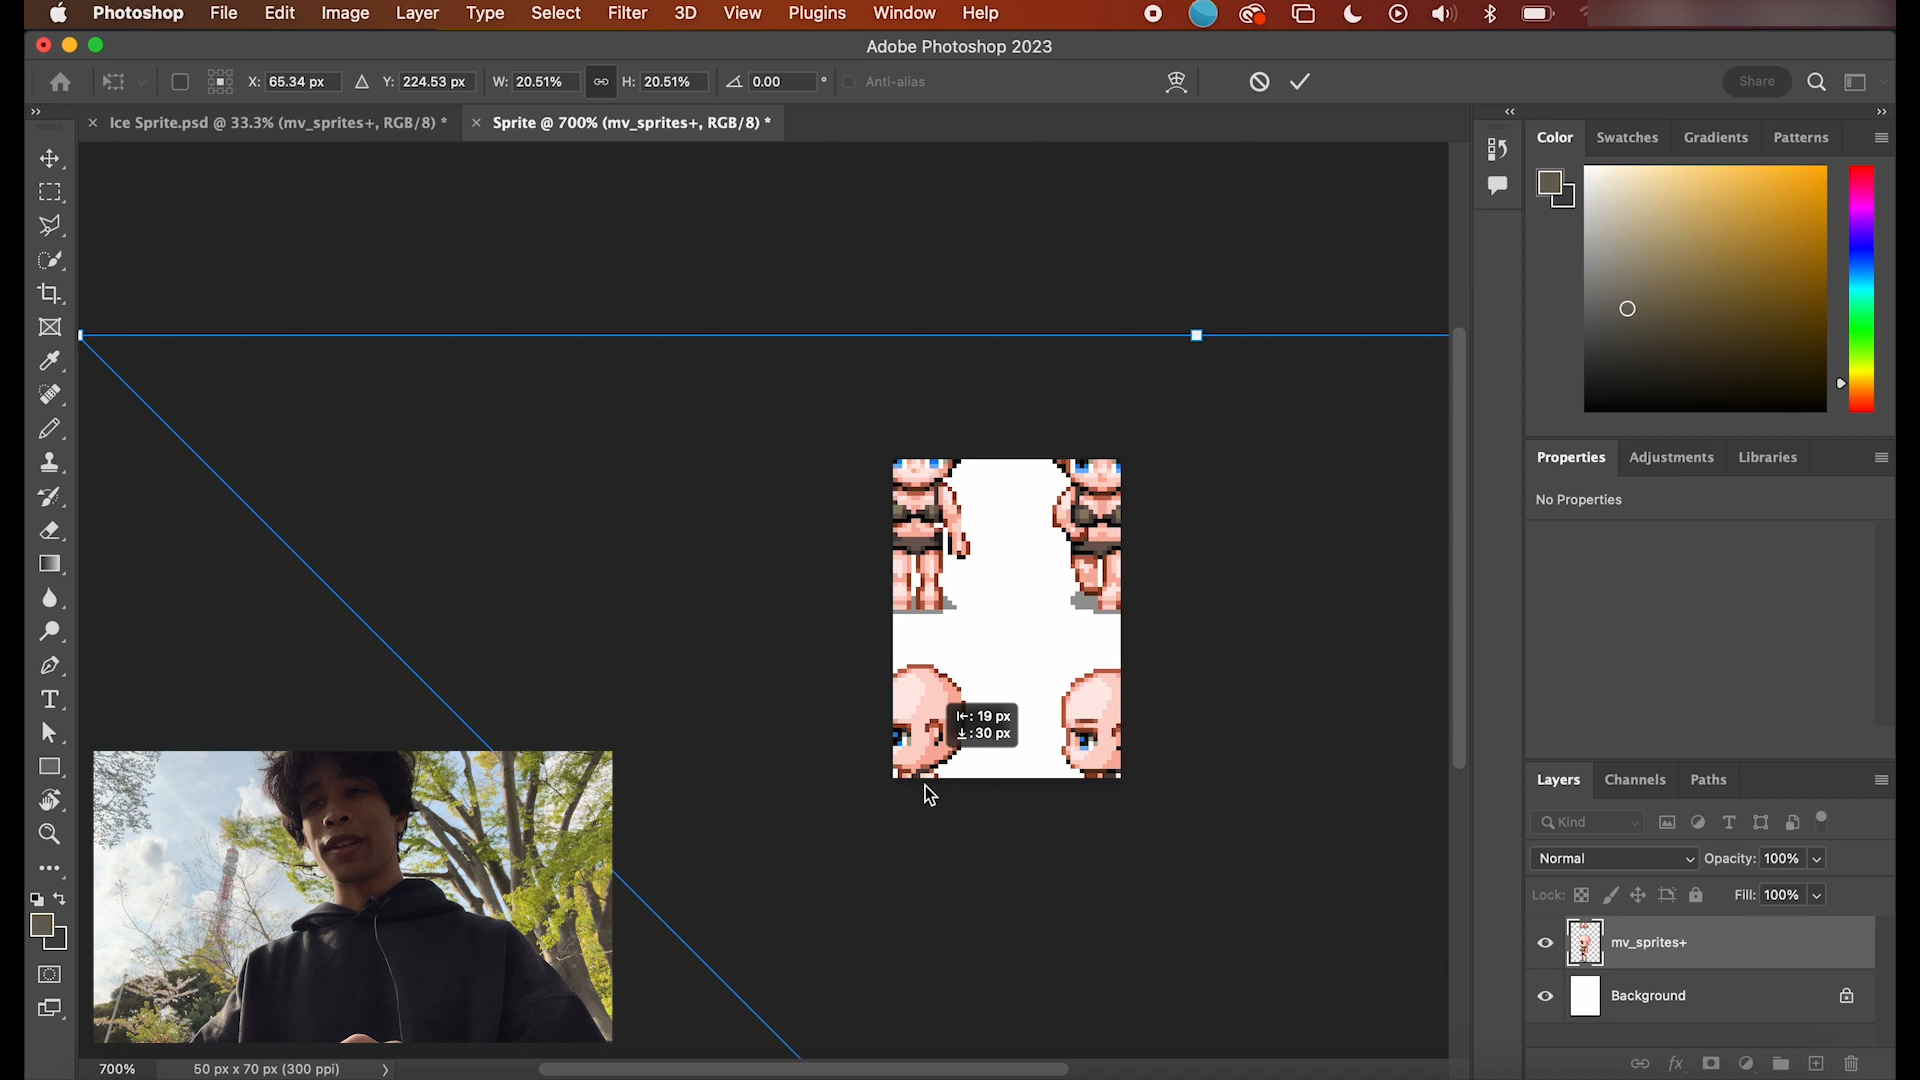 Photoshop File Edit Image Layer Type Select Filter 3D View Plugins Window Help
Adobe Photoshop 2023
X: 65.34 px Y: 224.53 px W: 20.51% H: 20.51% 0.00 ° Anti-alias Share
× Ice Sprite.psd @ 33.3% (mv_sprites+, RGB/8) * × Sprite @ 700% (mv_sprites+, RGB/8) *
Color Swatches Gradients Patterns
Properties Adjustments Libraries
No Properties
: 19 px
: 30 px
Layers Channels Paths
Kind
Normal Opacity: 100%
Lock: Fill: 100%
mv_sprites+
Background
fx
700% 50 px x 70 px (300 ppi)